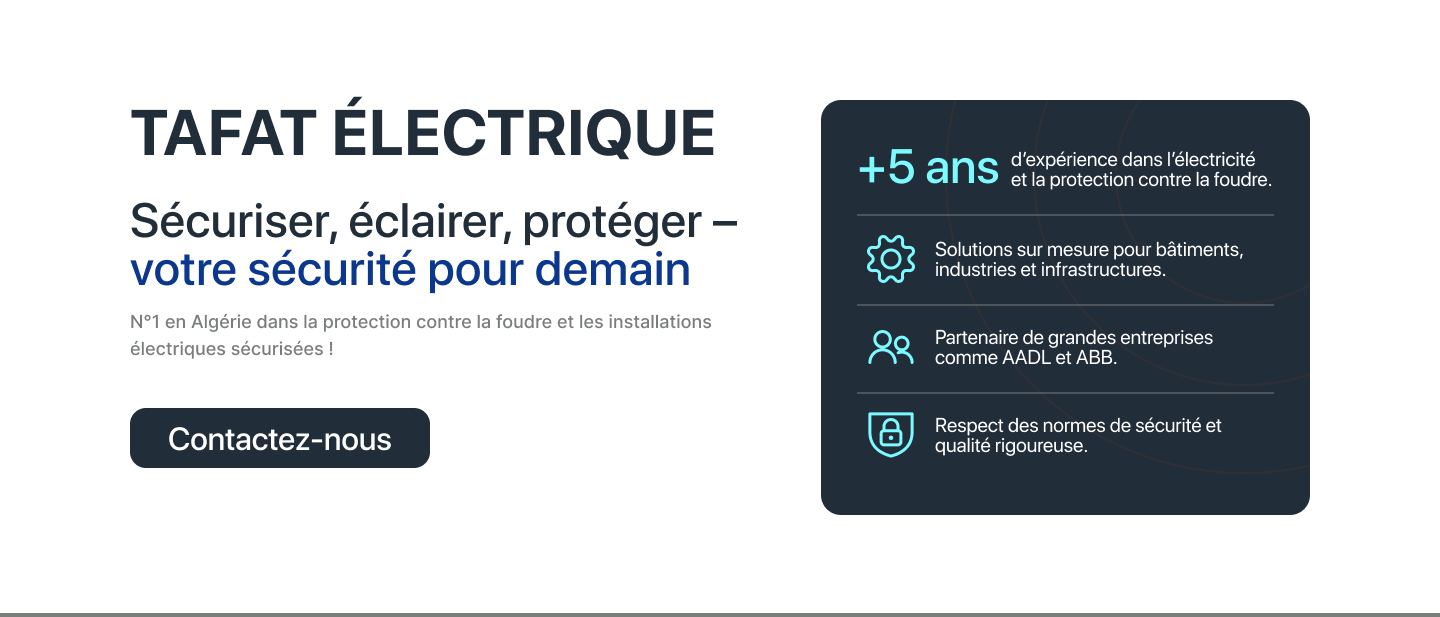 TAFAT ÉLECTRIQUE
Sécuriser, éclairer, protéger –
votre sécurité pour demain
N°1 en Algérie dans la protection contre la foudre et les installations
électriques sécurisées !
Contactez-nous
+5 ans
d’expérience dans l’électricité
et la protection contre la foudre.
Solutions sur mesure pour bâtiments,
industries et infrastructures.
Partenaire de grandes entreprises
comme AADL et ABB.
Respect des normes de sécurité et
qualité rigoureuse.